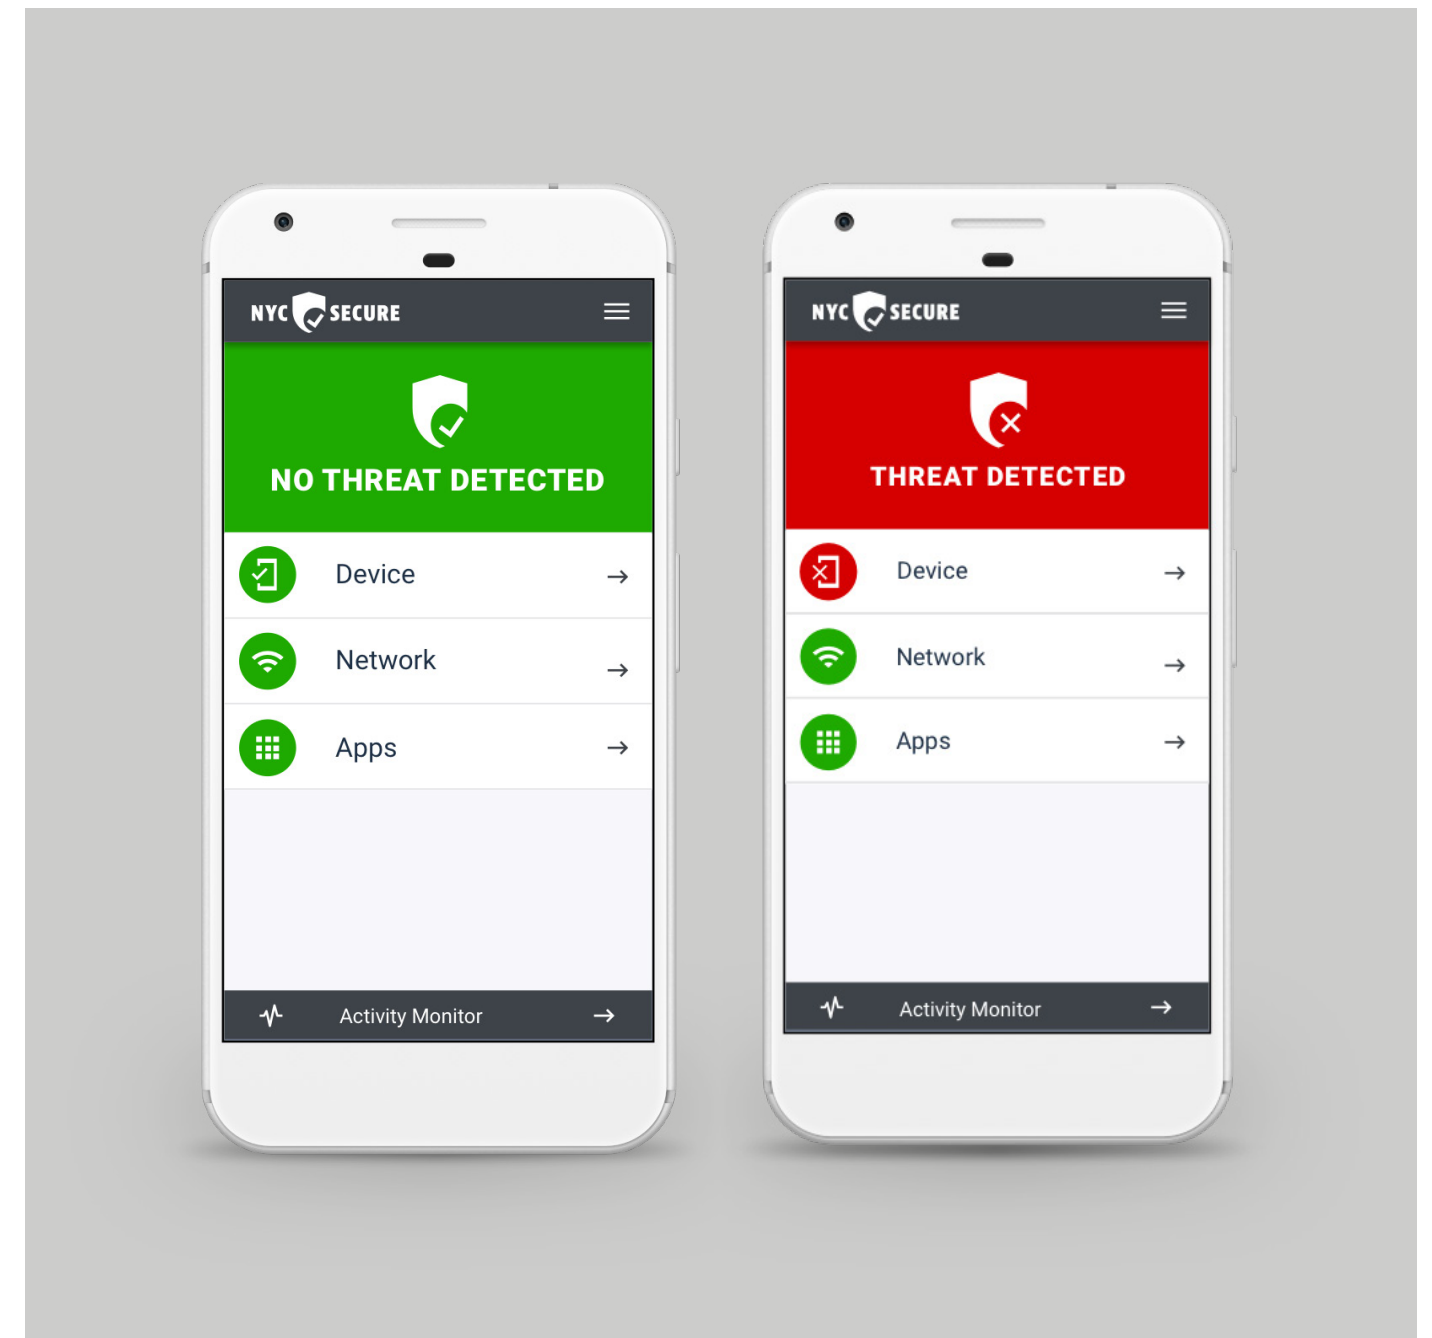 NYC SECURE
NO THREAT DETECTED
Device
Network
Apps
Activity Monitor
NYC SECURE
THREAT DETECTED
Device
Network
Apps
Activity Monitor